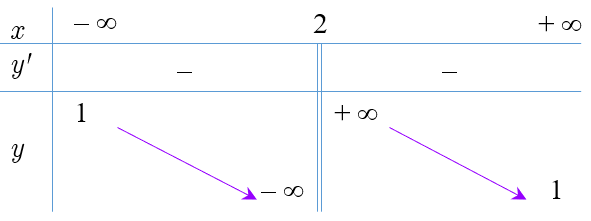 x − ∞ 2 + ∞
y′ − −
1 + ∞
y
− ∞ 1